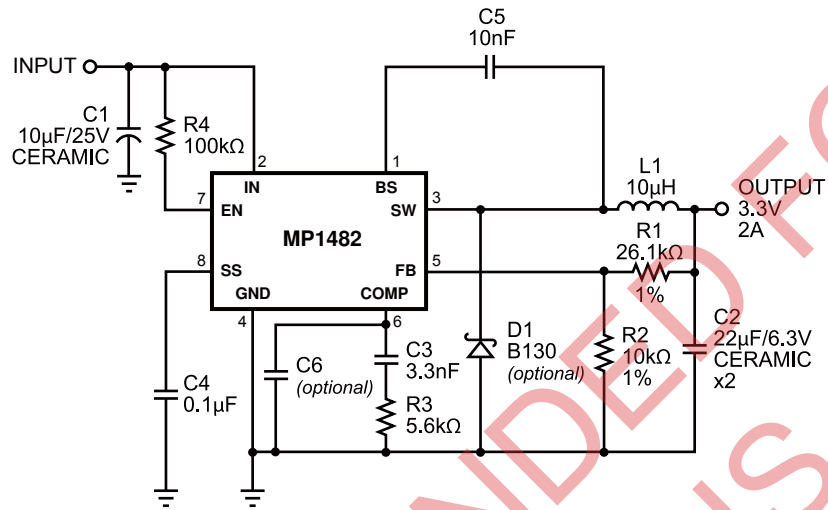 C5
10nF
INPUT
C1
10µF/25V
CERAMIC
R4
100kΩ
2
1
IN
BS
7
EN
3
SW
MP1482
L1
10µH
OUTPUT
3.3V
2A
8
SS
5
FB
R1
26.1kΩ
1%
GND
COMP
4
6
C4
0.1µF
C6
(optional)
C3
3.3nF
R3
5.6kΩ
D1
B130
(optional)
R2
10kΩ
1%
C2
22µF/6.3V
CERAMIC
x2
NDED FO
NS